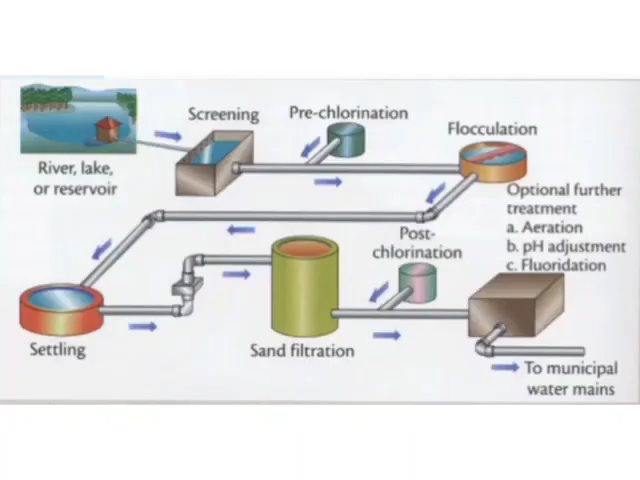 Screening
Pre-chlorination
Flocculation
River, lake,
or reservoir
Optional further
treatment
a. Aeration
b. pH adjustment
c. Fluoridation
Post-
chlorination
Settling
Sand filtration
To municipal
water mains